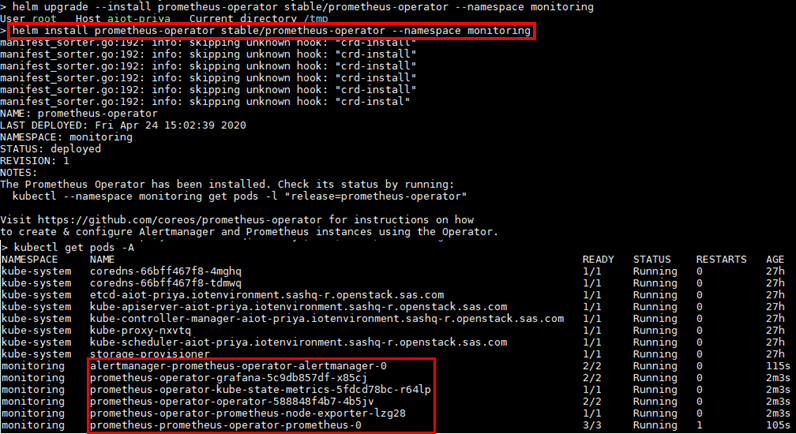 > helm upgrade --install prometheus-operator stable/prometheus-operator --namespace monitoring
User root   Host aiot-priya   Current directory /tmp
> helm install prometheus-operator stable/prometheus-operator --namespace monitoring
manifest_sorter.go:192: info: skipping unknown hook: "crd-install"
manifest_sorter.go:192: info: skipping unknown hook: "crd-install"
manifest_sorter.go:192: info: skipping unknown hook: "crd-install"
manifest_sorter.go:192: info: skipping unknown hook: "crd-install"
manifest_sorter.go:192: info: skipping unknown hook: "crd-install"
manifest_sorter.go:192: info: skipping unknown hook: "crd-instal"
NAME: prometheus-operator
LAST DEPLOYED: Fri Apr 24 15:02:39 2020
NAMESPACE: monitoring
STATUS: deployed
REVISION: 1
NOTES:
The Prometheus Operator has been installed. Check its status by running:
  kubectl --namespace monitoring get pods -l "release=prometheus-operator"
Visit https://github.com/coreos/prometheus-operator for instructions on how
to create & configure Alertmanager and Prometheus instances using the Operator.
> kubectl get pods -A
NAMESPACE NAME READY STATUS RESTARTS AGE
kube-system coredns-66bff467f8-4mghq 1/1 Running 0 27h
kube-system coredns-66bff467f8-tdmwq 1/1 Running 0 27h
kube-system etcd-aiot-priya.iotenvironment.sashq-r.openstack.sas.com 1/1 Running 0 27h
kube-system kube-apiserver-aiot-priya.iotenvironment.sashq-r.openstack.sas.com 1/1 Running 0 27h
kube-system kube-controller-manager-aiot-priya.iotenvironment.sashq-r.openstack.sas.com 1/1 Running 0 27h
kube-system kube-proxy-nxvtq 1/1 Running 0 27h
kube-system kube-scheduler-aiot-priya.iotenvironment.sashq-r.openstack.sas.com 1/1 Running 0 27h
kube-system storage-provisioner 1/1 Running 0 27h
monitoring alertmanager-prometheus-operator-alertmanager-0 2/2 Running 0 115s
monitoring prometheus-operator-grafana-5c9db857df-x85cj 2/2 Running 0 2m3s
monitoring prometheus-operator-kube-state-metrics-5fdcd78bc-r64lp 1/1 Running 0 2m3s
monitoring prometheus-operator-operator-588848f4b7-4b5jv 2/2 Running 0 2m3s
monitoring prometheus-operator-prometheus-node-exporter-lzg28 1/1 Running 0 2m3s
monitoring prometheus-prometheus-operator-prometheus-0 3/3 Running 1 105s